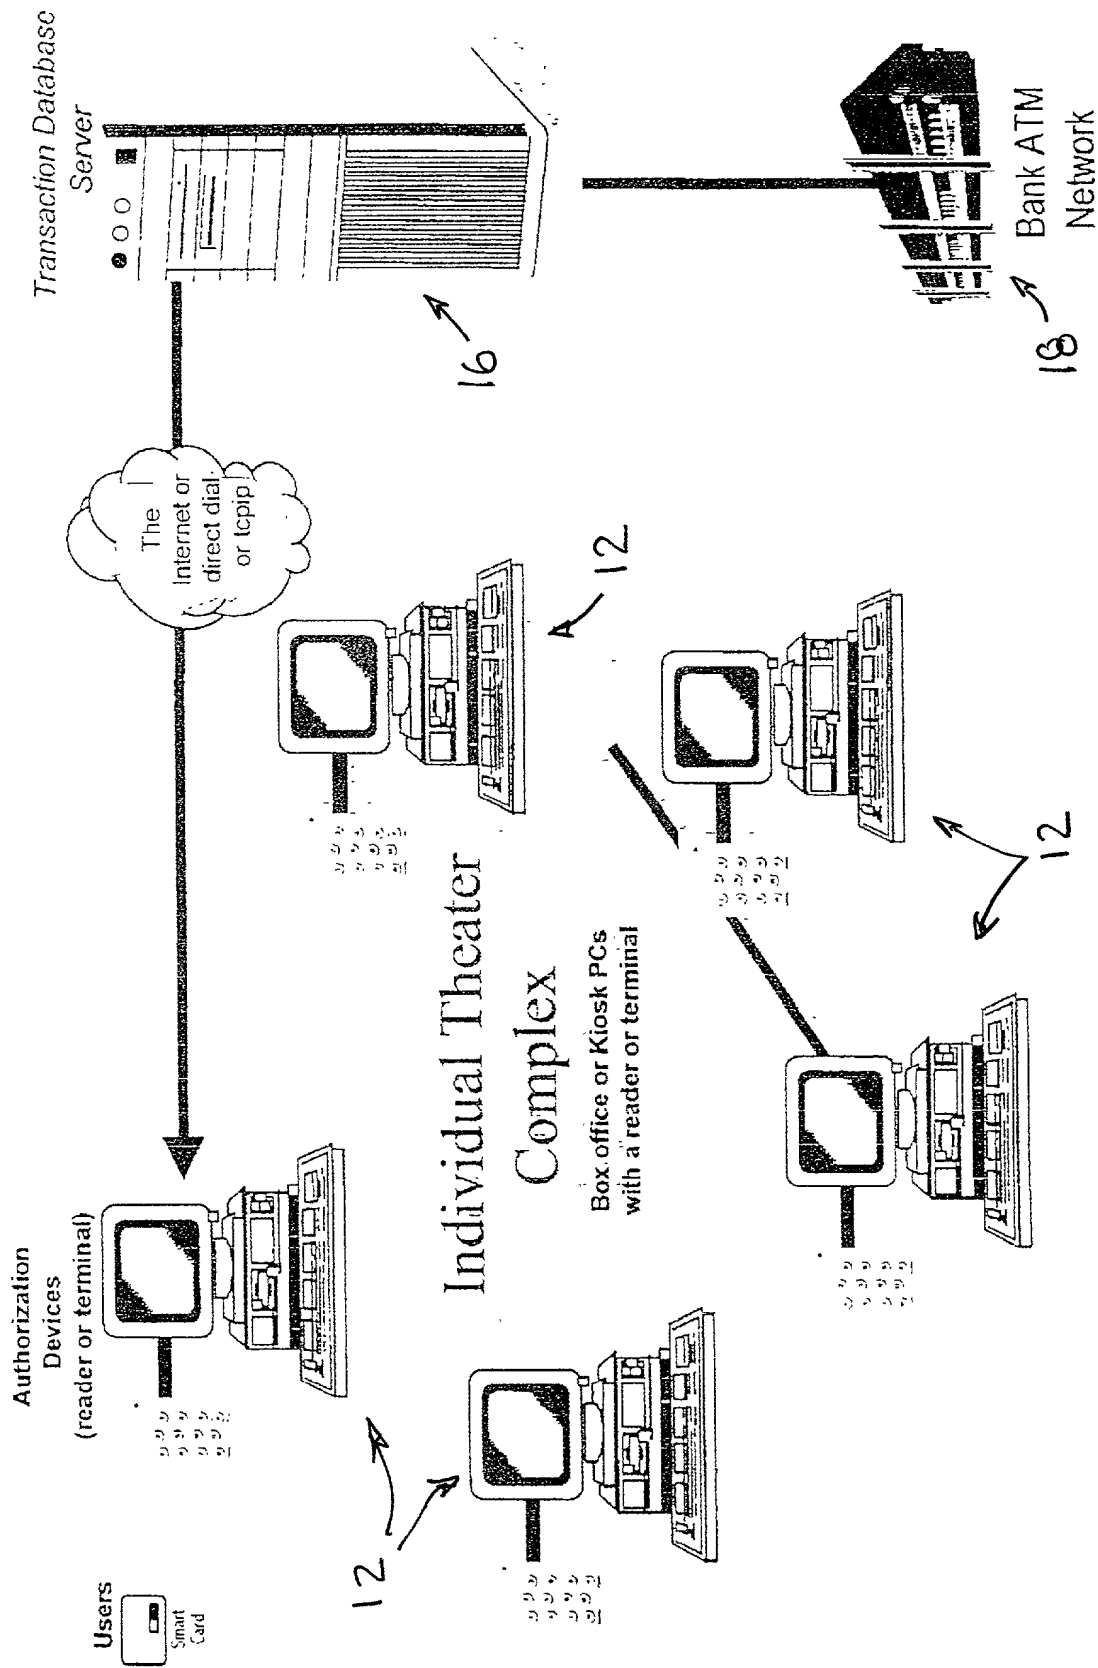 Users
Smart
Card
Authorization
Devices
(reader or terminal)
The
Internet or
direct dial
or tcpip
Transaction Database
Server
12
16
Individual Theater
Complex
Box office or Kiosk PCs
with a reader or terminal
12
12
18
Bank ATM
Network